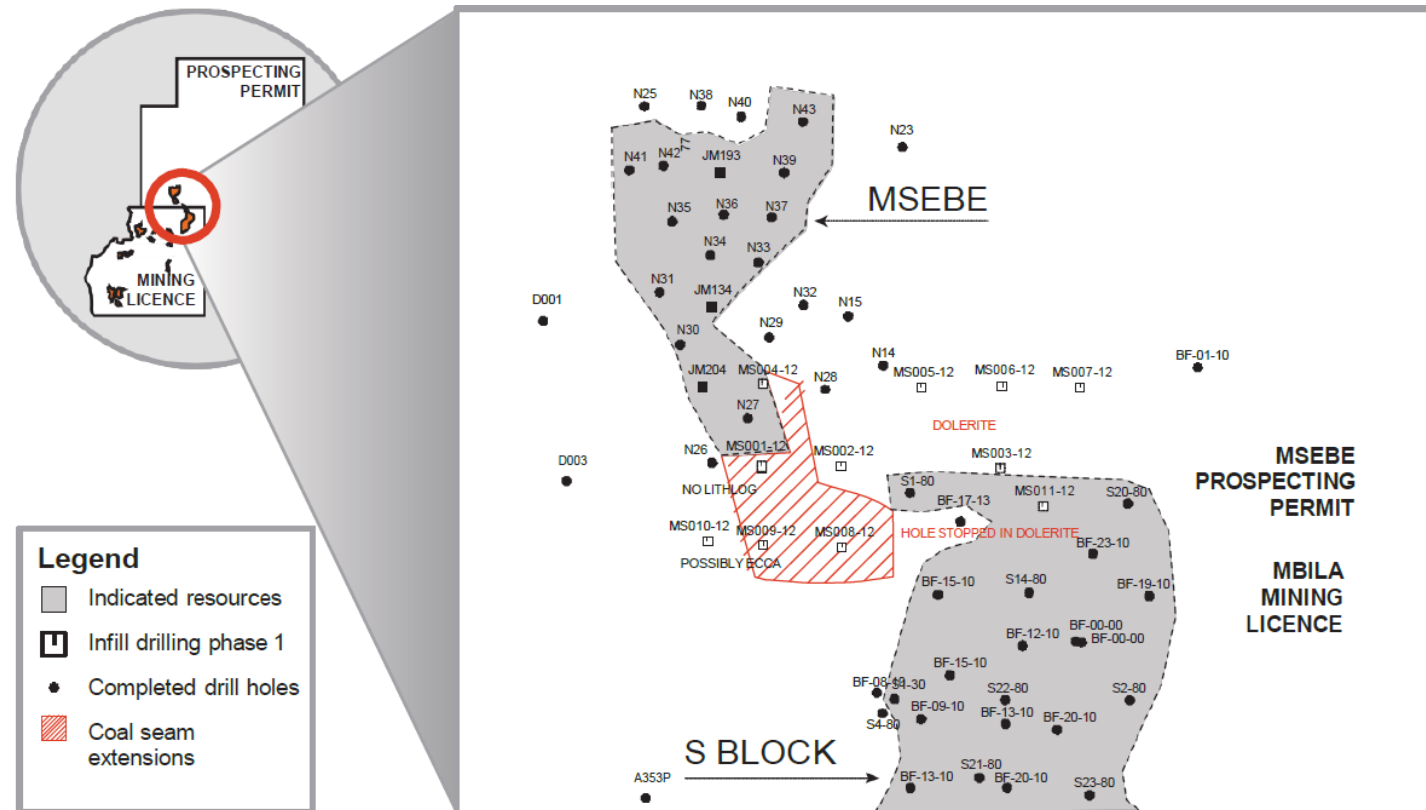 PROSPECTING
PERMIT
MINING
LICENCE
Legend
Indicated resources
Infill drilling phase 1
Completed drill holes
Coal seam
extensions
N25
N38
N40
N43
N23
N41
N42
77
JM193
N39
MSEBE
N35
N36
N37
N34
N33
N31
JM134
N32
N15
D001
N30
N29
N14
BF-01-10
JM204
MS004-12
N28
MS005-12
MS006-12
MS007-12
N27
DOLERITE
N26
MS001-12
MS002-12
MS003-12
D003
NO LITHLOG
S1-80
BF-17-13
MS011-12
S20-80
MSEBE
PROSPECTING
PERMIT
MS010-12
MS009-12
MS008-12
HOLE STOPPED IN DOLERITE
POSSIBLY ECCA
BF-23-10
BF-15-10
S14-80
BF-19-10
MBILA
MINING
LICENCE
BF-12-10
BF-00-00
BF-00-00
BF-15-10
S22-80
S2-80
S4-80
BF-09-10
BF-13-10
BF-20-10
S BLOCK
A353P
BF-13-10
S21-80
BF-20-10
S23-80